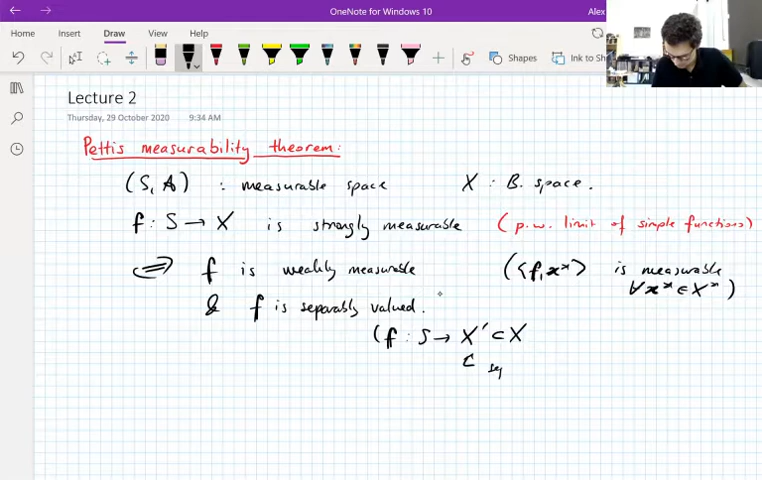 OneNote for Windows 10
Alex
Home Insert Draw View Help
Shapes
Ink to
Lecture 2
Thursday, 29 October 2020 9:34 AM
Pettis measurability theorem:
(S, A) : measurable space X : B. space.
f : S → X is strongly measurable (p.w. limit of simple functions)
⟺ f is weakly measurable (⟨f, x*⟩ is measurable
∀x* ∈ X*)
& f is separably valued.
(f : S → X' ⊂ X